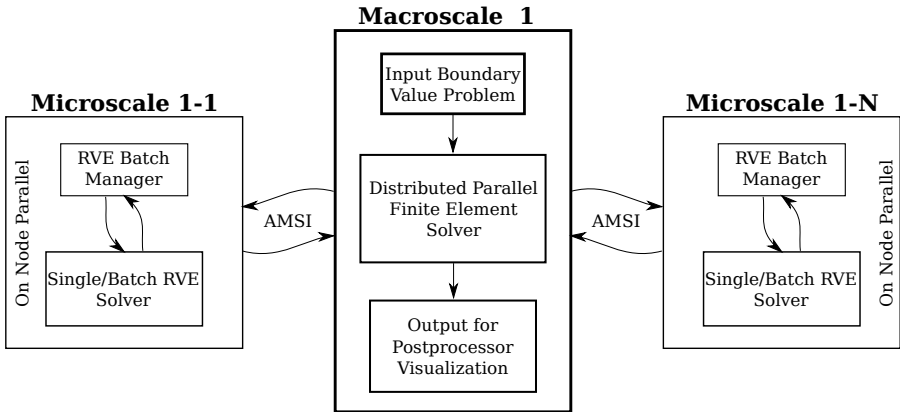 Macroscale 1
Input Boundary
Value Problem
Distributed Parallel
Finite Element
Solver
Output for
Postprocessor
Visualization
Microscale 1-1
On Node Parallel
RVE Batch
Manager
Single/Batch RVE
Solver
AMSI
AMSI
Microscale 1-N
RVE Batch
Manager
Single/Batch RVE
Solver
On Node Parallel